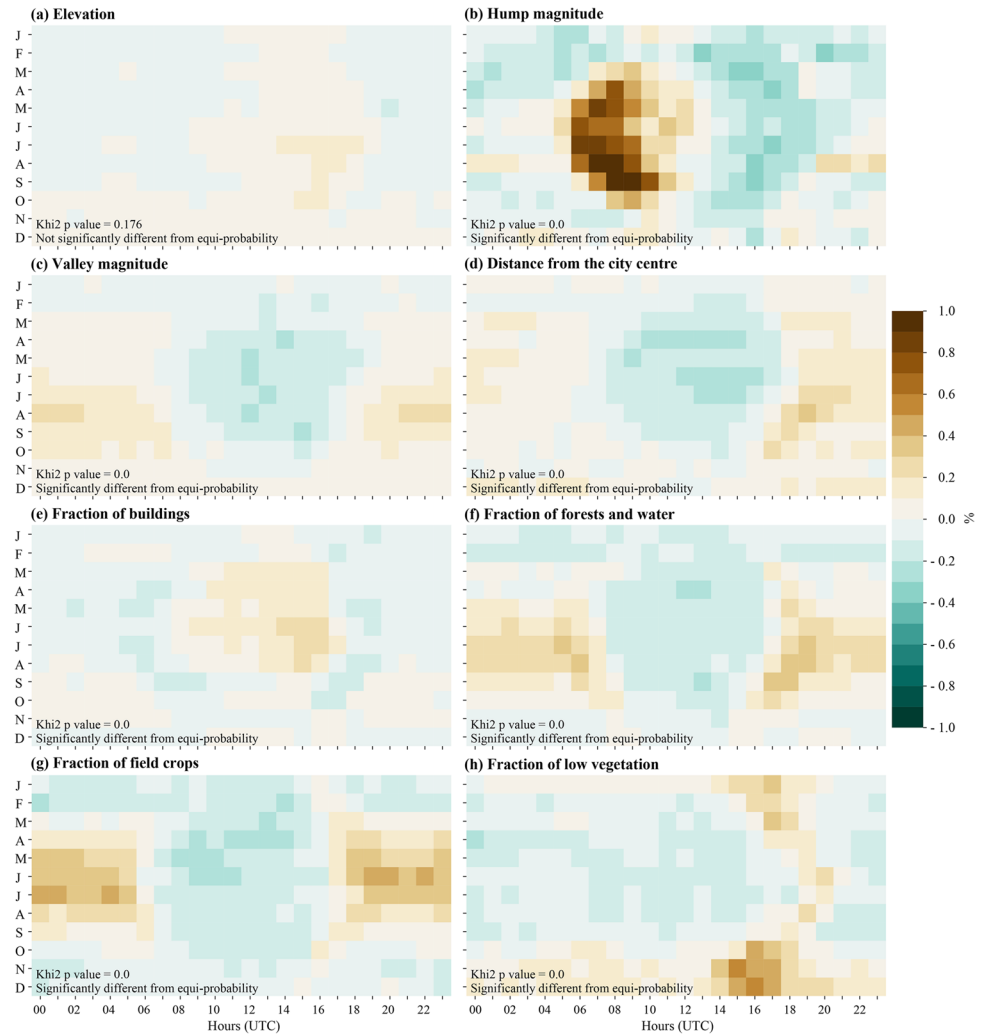 (a) Elevation
(b) Hump magnitude
J
F
M
A
M
J
J
A
S
O
N
D
Khi2 p value = 0.176
Not significantly different from equi-probability
Khi2 p value = 0.0
Significantly different from equi-probability
(c) Valley magnitude
(d) Distance from the city centre
J
F
M
A
M
J
J
A
S
O
N
D
Khi2 p value = 0.0
Significantly different from equi-probability
Khi2 p value = 0.0
Significantly different from equi-probability
1.0
0.8
0.6
0.4
0.2
0.0
- 0.2
- 0.4
- 0.6
- 0.8
- 1.0
%
(e) Fraction of buildings
(f) Fraction of forests and water
J
F
M
A
M
J
J
A
S
O
N
D
Khi2 p value = 0.0
Significantly different from equi-probability
Khi2 p value = 0.0
Significantly different from equi-probability
(g) Fraction of field crops
(h) Fraction of low vegetation
J
F
M
A
M
J
J
A
S
O
N
D
Khi2 p value = 0.0
Significantly different from equi-probability
Khi2 p value = 0.0
Significantly different from equi-probability
00 02 04 06 08 10 12 14 16 18 20 22
00 02 04 06 08 10 12 14 16 18 20 22
Hours (UTC)
Hours (UTC)